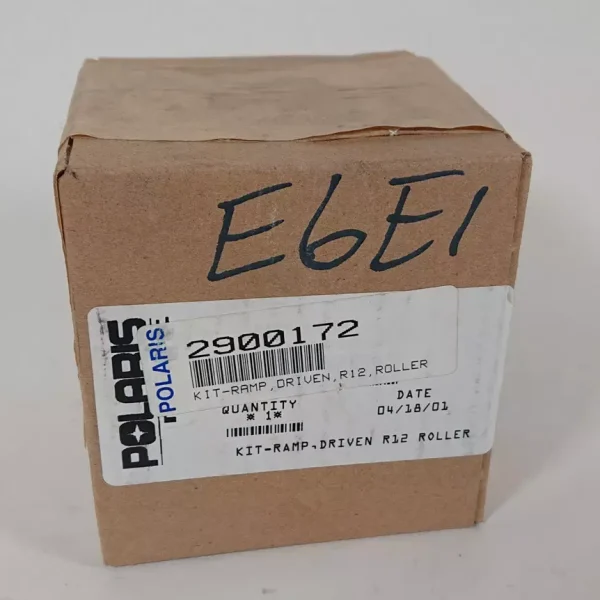 E6E1
POLARIS
POLARIS
2900172
KIT-RAMP,DRIVEN,R12,ROLLER
QUANTITY
* 1*
DATE
04/18/01
KIT-RAMP,DRIVEN R12 ROLLER